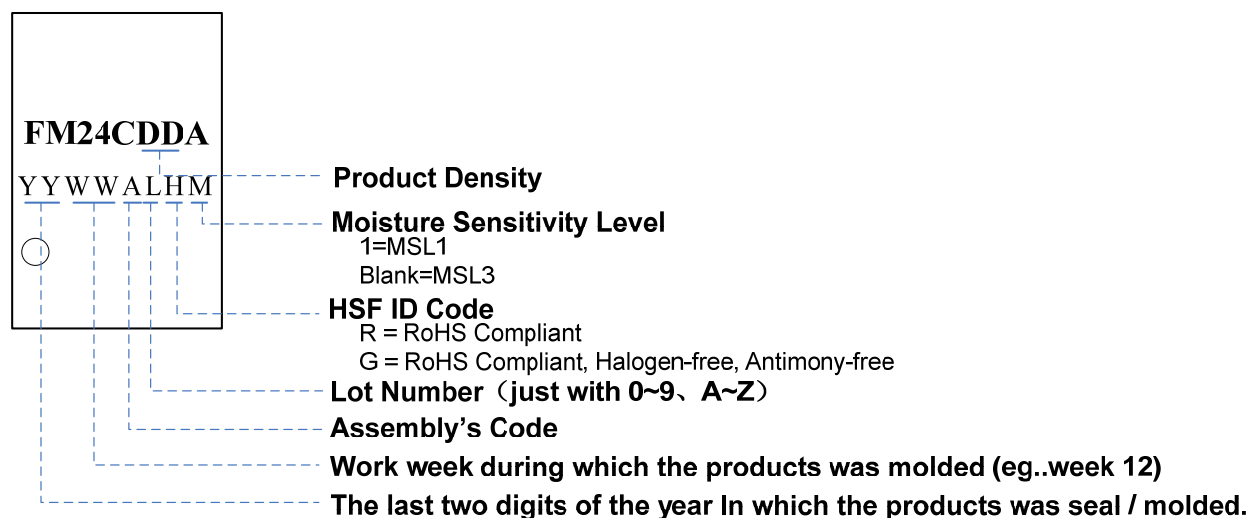 FM24CDDA
YYWWALHM
Product Density
Moisture Sensitivity Level
1=MSL1
Blank=MSL3
HSF ID Code
R = RoHS Compliant
G = RoHS Compliant, Halogen-free, Antimony-free
Lot Number（just with 0~9、A~Z）
Assembly’s Code
Work week during which the products was molded (eg..week 12)
The last two digits of the year In which the products was seal / molded.